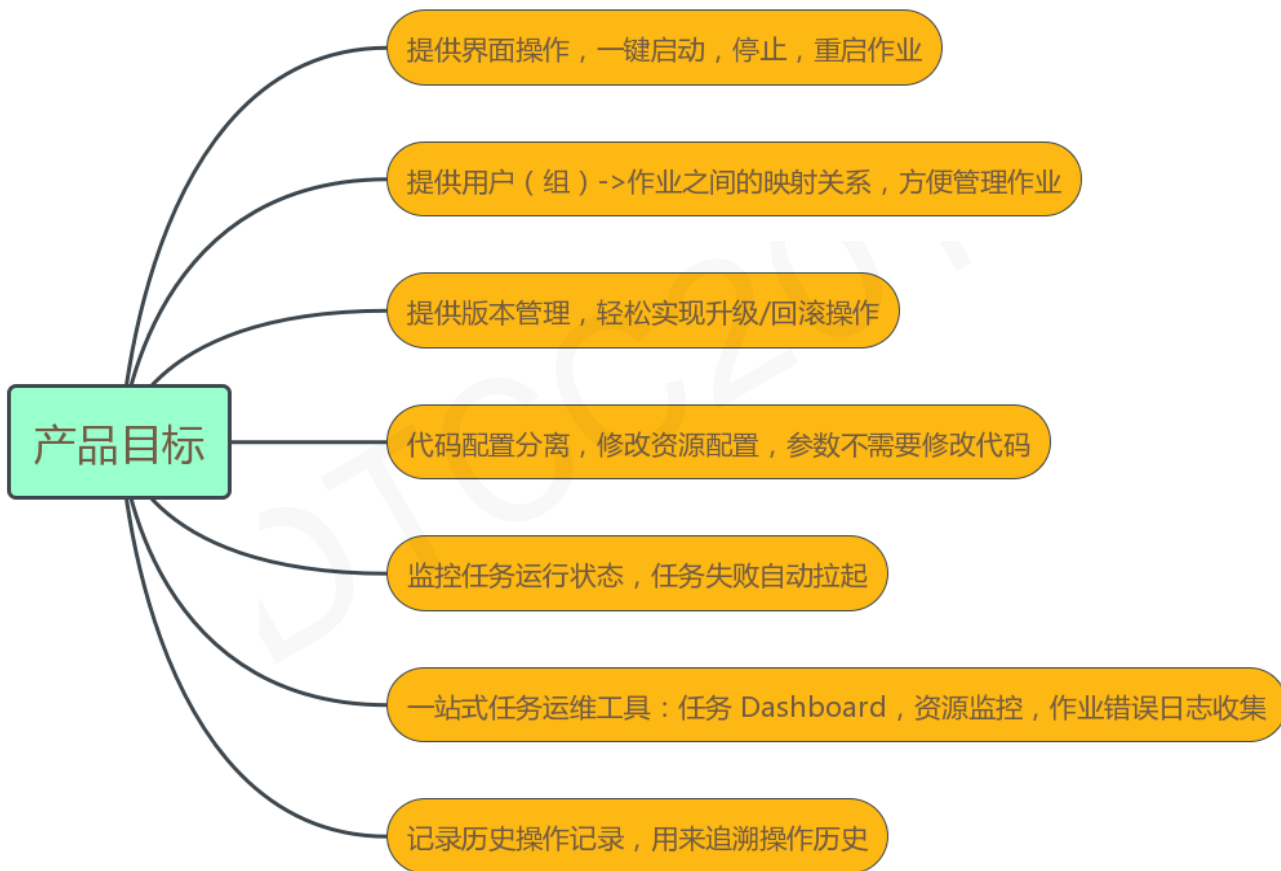 提供界面操作，一键启动，停止，重启作业
提供用户（组）->作业之间的映射关系，方便管理作业
提供版本管理，轻松实现升级/回滚操作
产品目标
代码配置分离，修改资源配置，参数不需要修改代码
监控任务运行状态，任务失败自动拉起
一站式任务运维工具：任务 Dashboard，资源监控，作业错误日志收集
记录历史操作记录，用来追溯操作历史